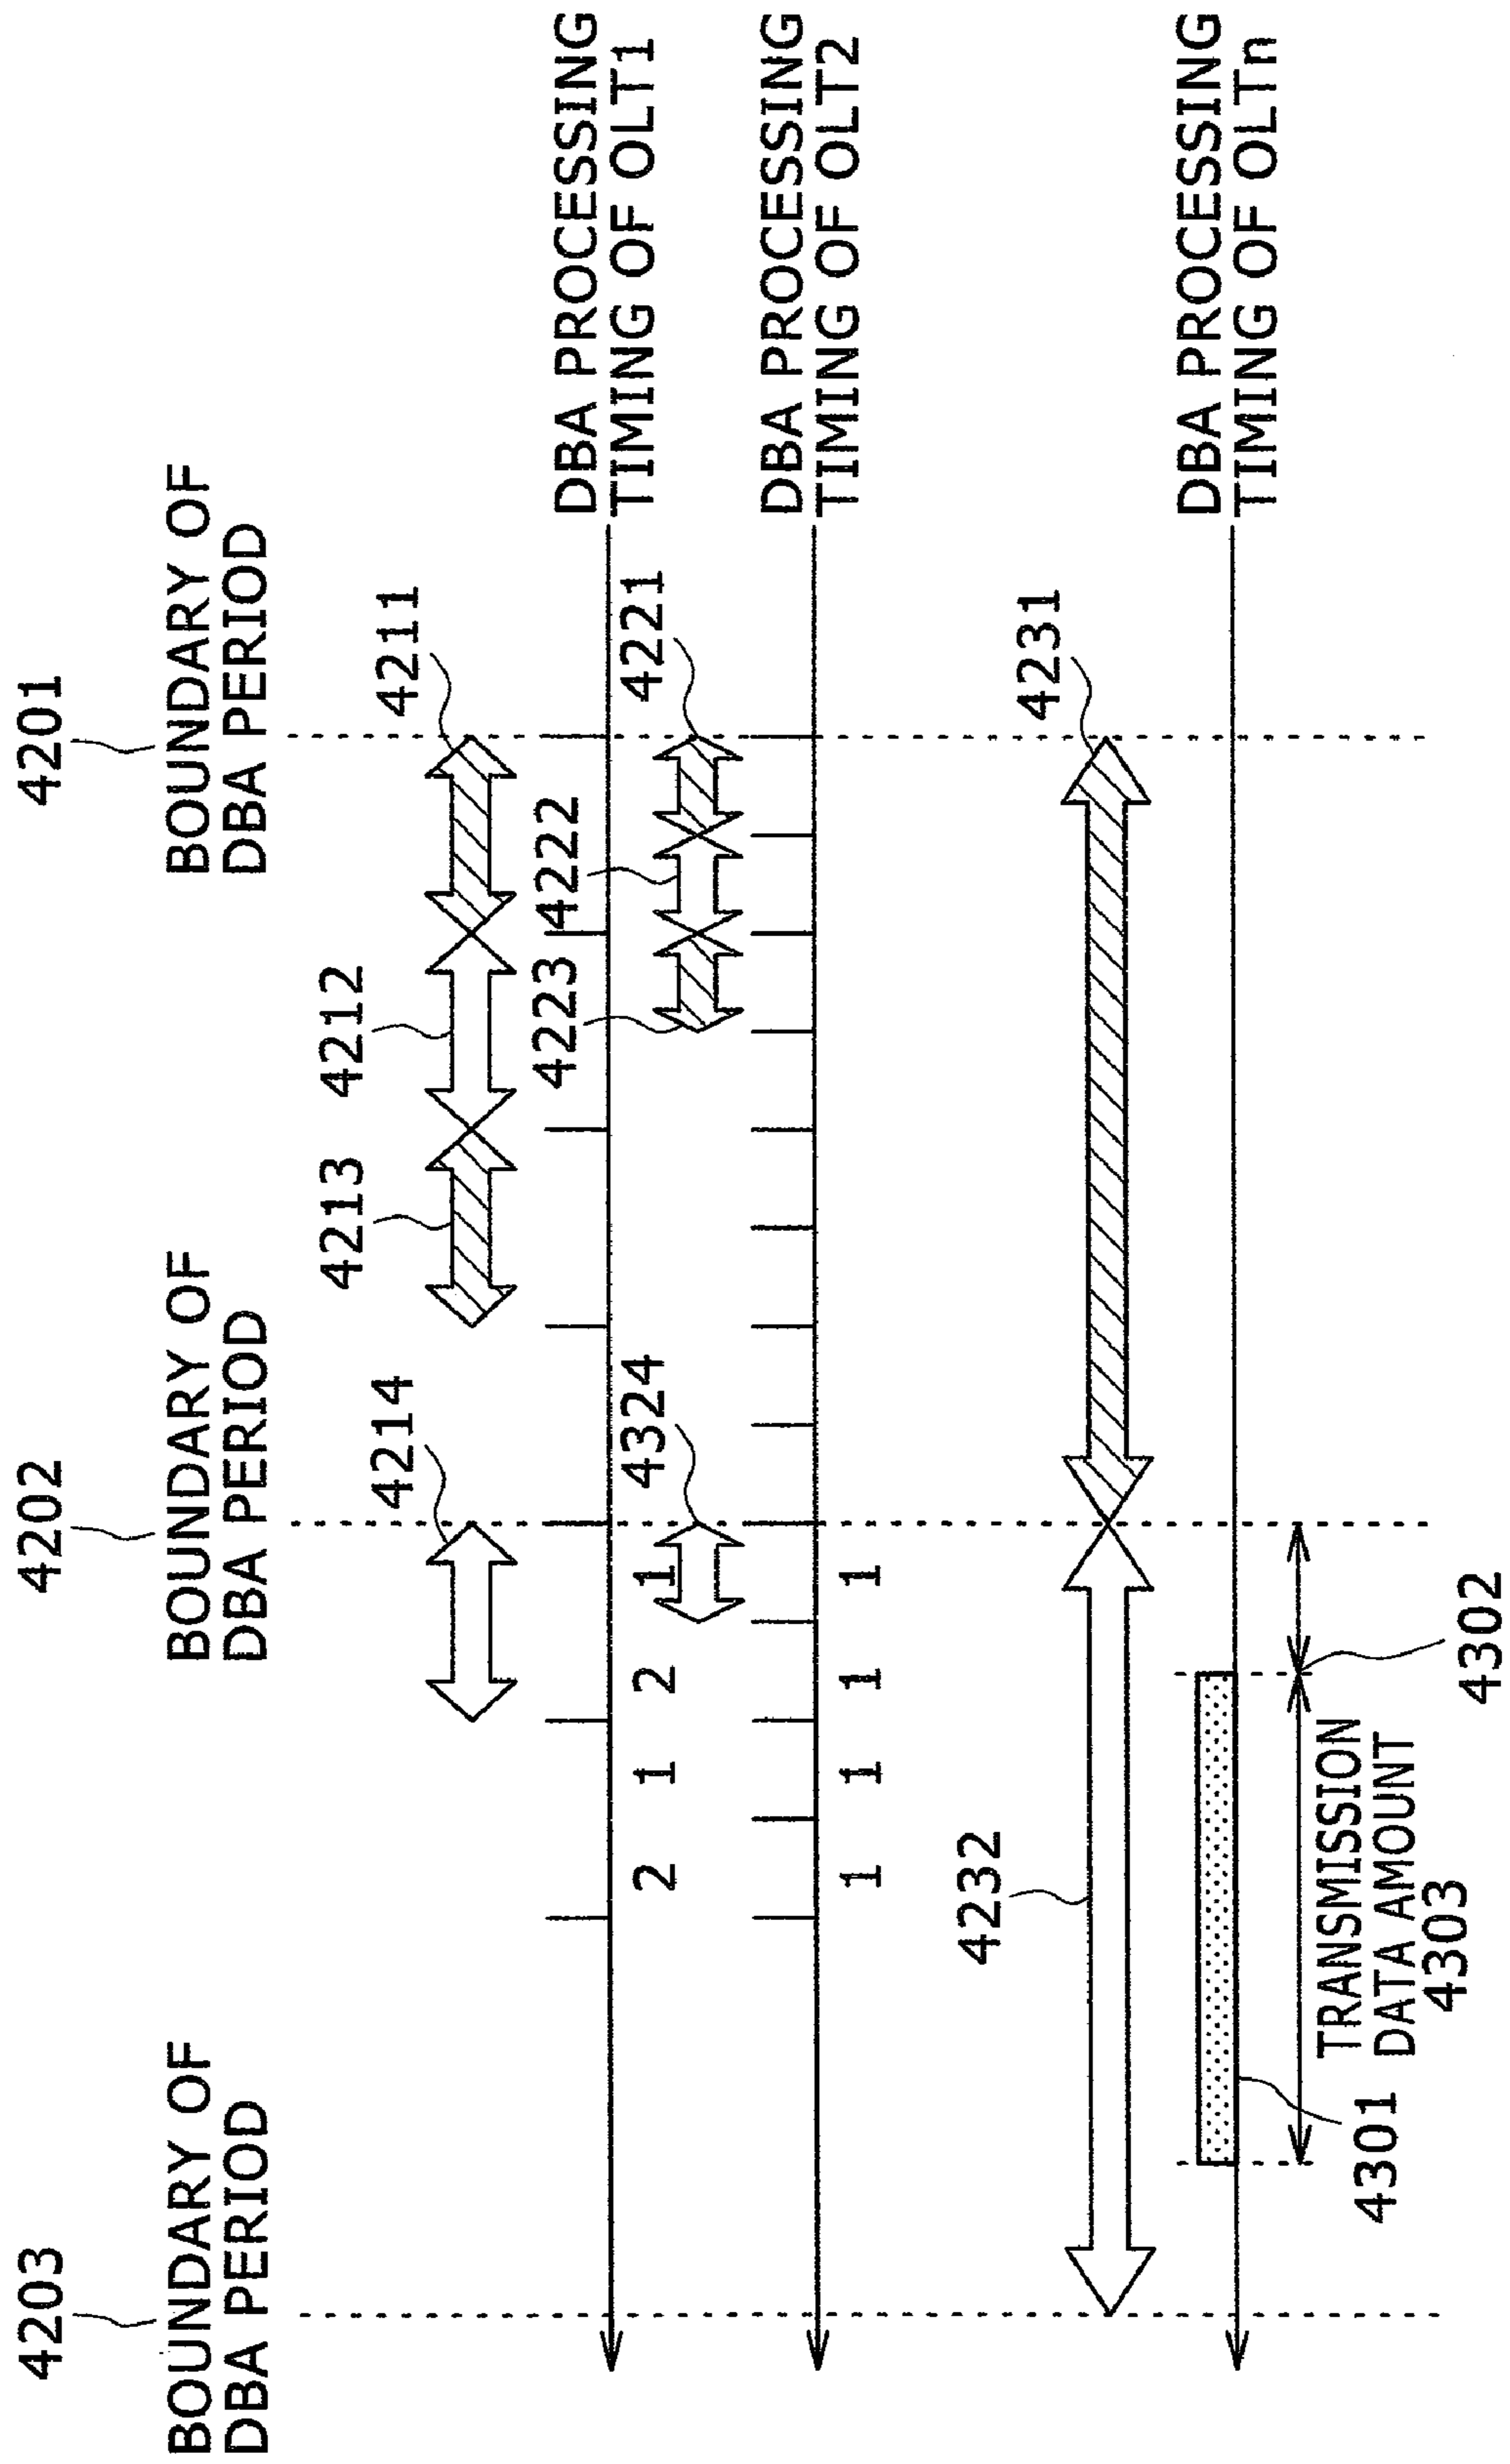 4203
4202
4201
BOUNDARY OF
DBA PERIOD
BOUNDARY OF
DBA PERIOD
BOUNDARY OF
DBA PERIOD
4214
4213
4212
4211
DBA PROCESSING
TIMING OF OLT1
4324
4223
4222
4221
2 1 2 1
DBA PROCESSING
TIMING OF OLT2
1 1 1 1
4232
4231
DBA PROCESSING
TIMING OF OLTn
4301
TRANSMISSION
DATA AMOUNT
4303
4302